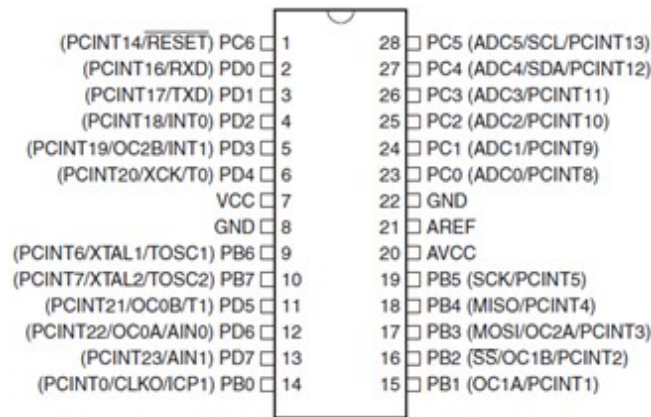 (PCINT14/RESET) PC6 1 28 PC5 (ADC5/SCL/PCINT13)
(PCINT16/RXD) PD0 2 27 PC4 (ADC4/SDA/PCINT12)
(PCINT17/TXD) PD1 3 26 PC3 (ADC3/PCINT11)
(PCINT18/INT0) PD2 4 25 PC2 (ADC2/PCINT10)
(PCINT19/OC2B/INT1) PD3 5 24 PC1 (ADC1/PCINT9)
(PCINT20/XCK/T0) PD4 6 23 PC0 (ADC0/PCINT8)
VCC 7 22 GND
GND 8 21 AREF
(PCINT6/XTAL1/TOSC1) PB6 9 20 AVCC
(PCINT7/XTAL2/TOSC2) PB7 10 19 PB5 (SCK/PCINT5)
(PCINT21/OC0B/T1) PD5 11 18 PB4 (MISO/PCINT4)
(PCINT22/OC0A/AIN0) PD6 12 17 PB3 (MOSI/OC2A/PCINT3)
(PCINT23/AIN1) PD7 13 16 PB2 (SS/OC1B/PCINT2)
(PCINT0/CLKO/ICP1) PB0 14 15 PB1 (OC1A/PCINT1)